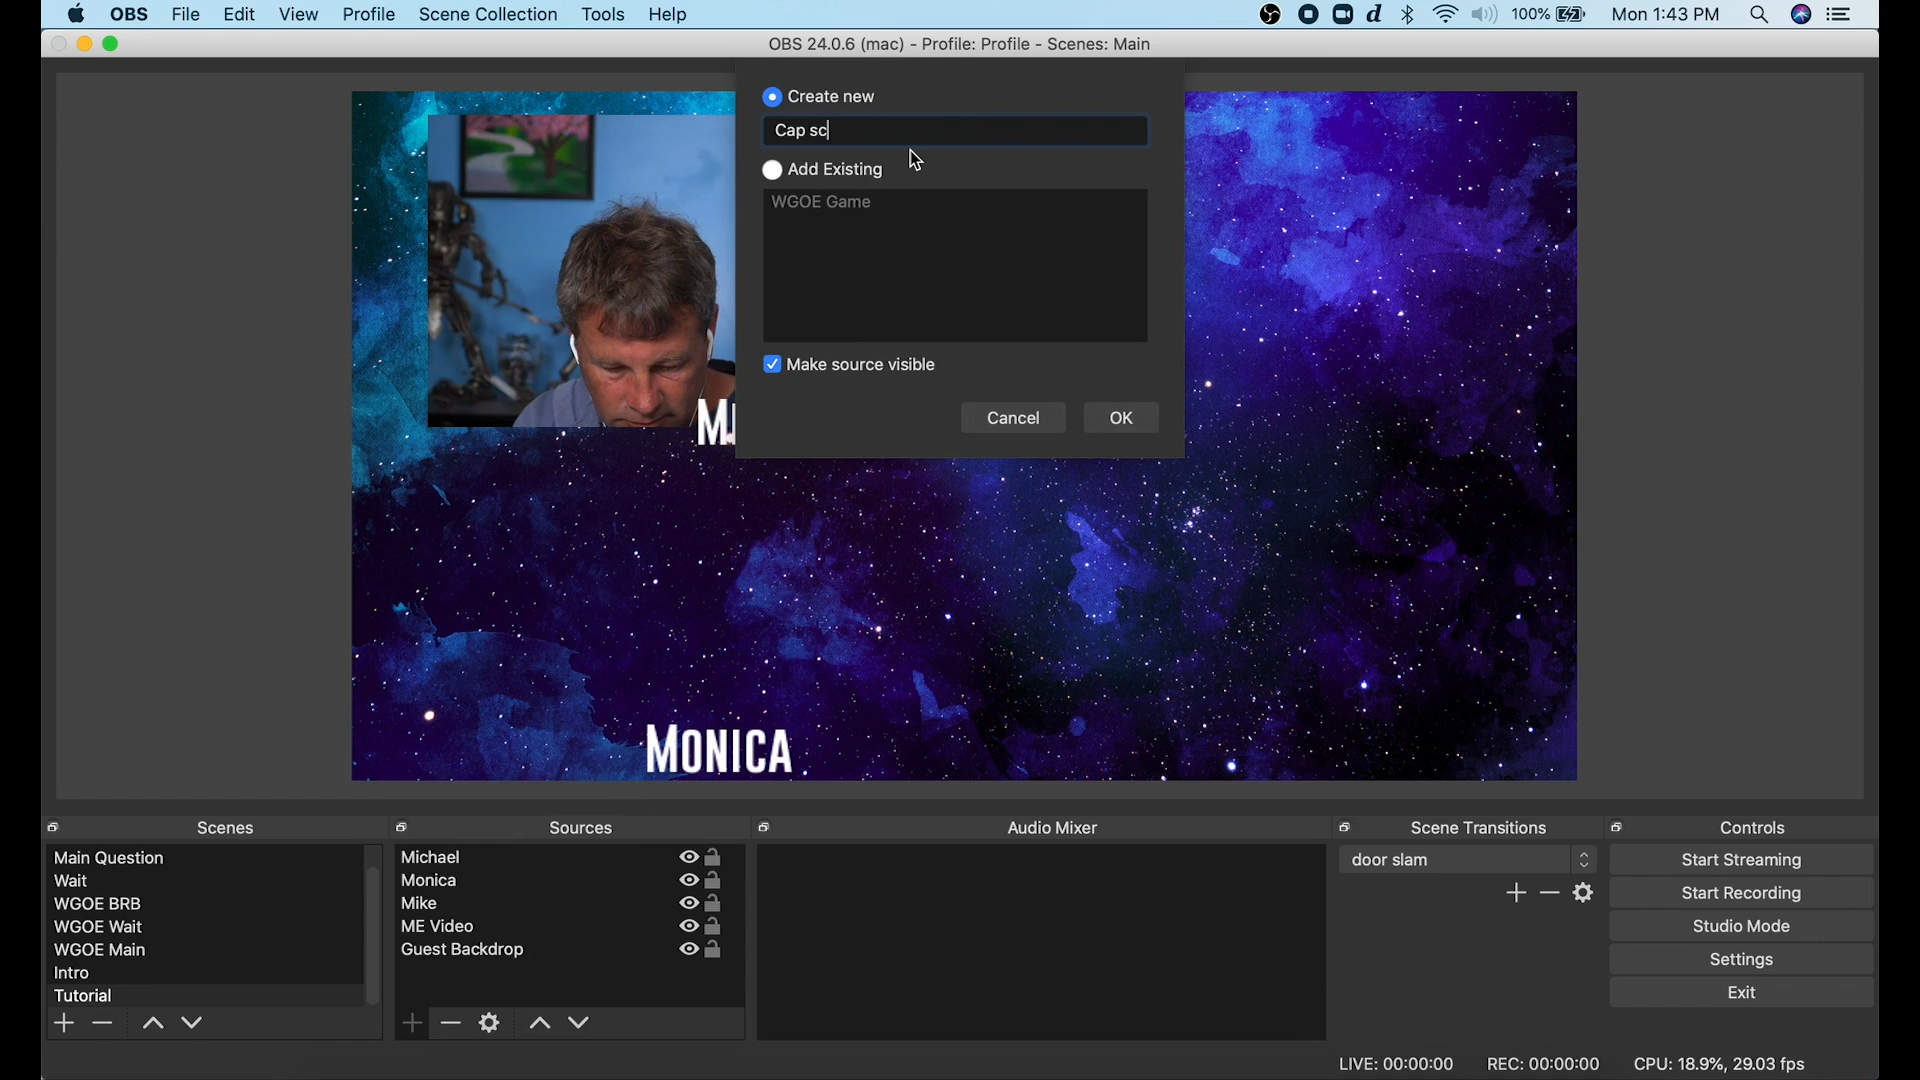 OBS File Edit View Profile Scene Collection Tools Help d 100% Mon 1:43 PM
OBS 24.0.6 (mac) - Profile: Profile - Scenes: Main
Create new
Cap sc
Add Existing
WGOE Game
Make source visible
Cancel OK
MONICA
Scenes
Main Question
Wait
WGOE BRB
WGOE Wait
WGOE Main
Intro
Tutorial
Sources
Michael
Monica
Mike
ME Video
Guest Backdrop
Audio Mixer
Scene Transitions
door slam
Controls
Start Streaming
Start Recording
Studio Mode
Settings
Exit
LIVE: 00:00:00 REC: 00:00:00 CPU: 18.9%, 29.03 fps